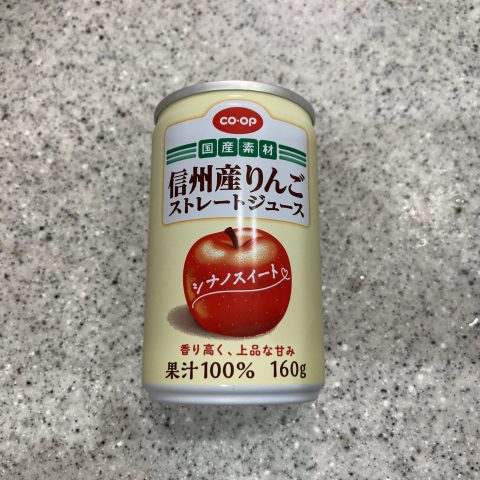 CO·OP
国産素材
信州産りんご
ストレートジュース
シナノスイート
香り高く、上品な甘み
果汁100% 160g